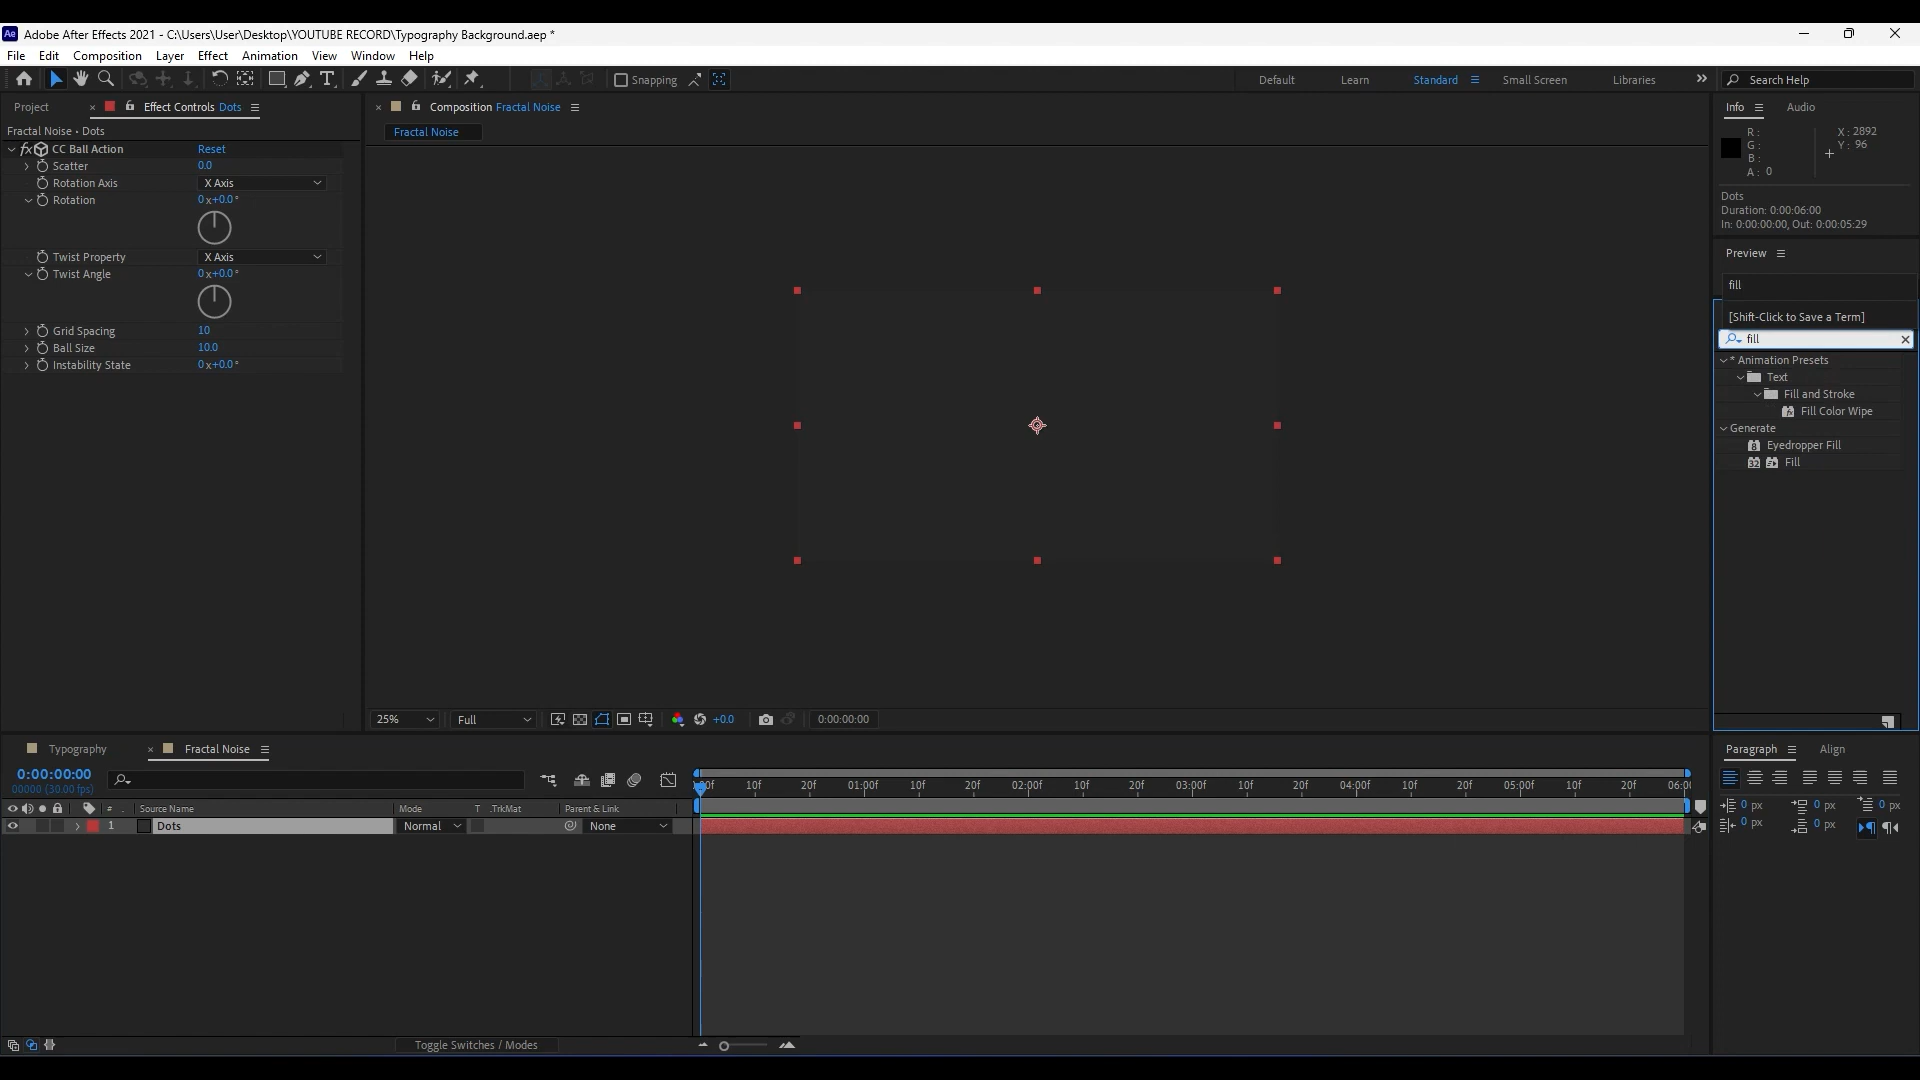 Ae Adobe After Effects 2021 - C:\Users\User\Desktop\YOUTUBE RECORD\Typography Background.aep *
File Edit Composition Layer Effect Animation View Window Help
Snapping Default Learn Standard Small Screen Libraries Search Help
Project Effect Controls Dots
Fractal Noise • Dots
fx CC Ball Action Reset
Scatter 0.0
Rotation Axis X Axis
Rotation 0x+0.0°
Twist Property X Axis
Twist Angle 0x+0.0°
Grid Spacing 10
Ball Size 10.0
Instability State 0x+0.0°
Composition Fractal Noise
Fractal Noise
25% Full +0.0 0:00:00:00
Info Audio
R: X: 2892
G: Y: 96
B:
A: 0
Dots
Duration: 0:00:06:00
In: 0:00:00:00, Out: 0:00:05:29
Preview
fill
[Shift-Click to Save a Term]
fill
* Animation Presets
Text
Fill and Stroke
Fill Color Wipe
Generate
Eyedropper Fill
Fill
Typography Fractal Noise
0:00:00:00
00000 (30.00 fps)
# Source Name Mode T .TrkMat Parent & Link
1 Dots Normal None
10f 20f 01:00f 10f 20f 02:00f 10f 20f 03:00f 10f 20f 04:00f 10f 20f 05:00f 10f 20f
Toggle Switches / Modes
Paragraph Align
0 px 0 px 0 px
0 px 0 px